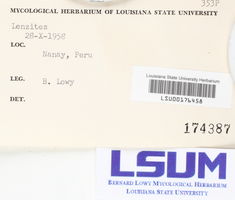 353P
MYCOLOGICAL HERBARIUM OF LOUISIANA STATE UNIVERSITY
Lenzites
28-X-1958
LOC.
Nanay, Peru
LEG.
B. Lowy
DET.
Louisiana State University Herbarium
LSU00176458
174387
LSUM
BERNARD LOWY MYCOLOGICAL HERBARIUM
LOUISIANA STATE UNIVERSITY